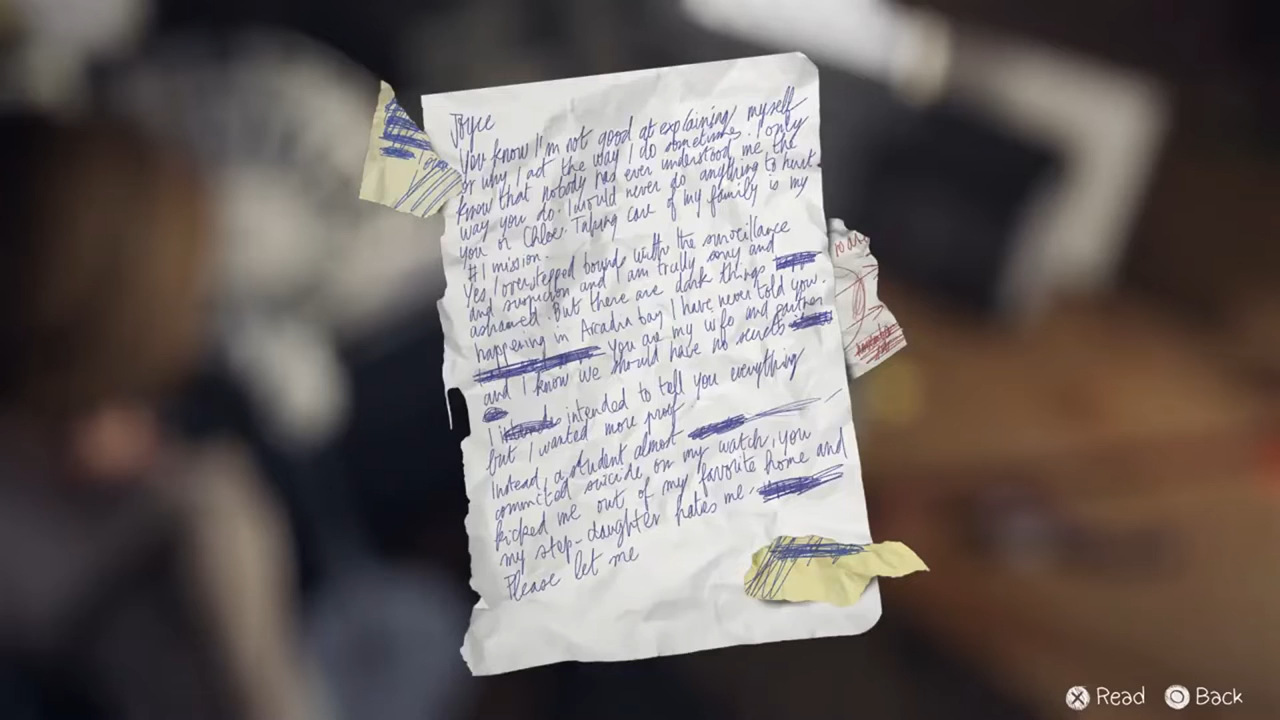 Joyce
You know I'm not good at explaining myself
or why I act the way I do sometimes. I only
know that nobody has ever understood me the
way you do. I would never do anything to hurt
you or Chloe. Taking care of my family is my
#1 mission.
Yes I overstepped bounds with the surveillance
and suspicion and I am trully sorry and
ashamed. But there are dark things
happening in Arcadia bay I have never told you.
You are my wife and partner
and I know we should have no secrets
I intended to tell you everything
but I wanted more proof
Instead, a student almost
committed suicide on my watch, you
kicked me out of my favorite home and
my step-daughter hates me.
Please let me
Read
Back